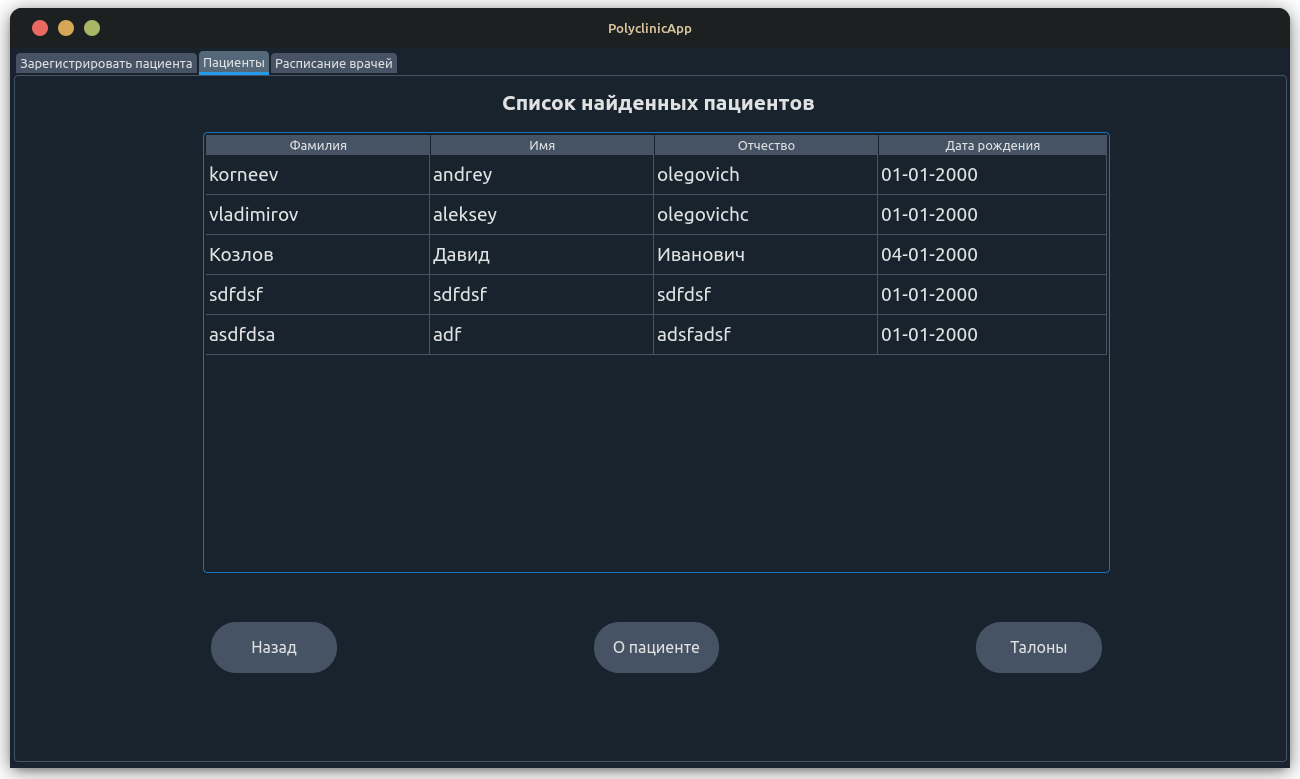 PolyclinicApp
Зарегистрировать пациента Пациенты Расписание врачей
Список найденных пациентов
Фамилия Имя Отчество Дата рождения
korneev andrey olegovich 01-01-2000
vladimirov aleksey olegovichc 01-01-2000
Козлов Давид Иванович 04-01-2000
sdfdsf sdfdsf sdfdsf 01-01-2000
asdfdsa adf adsfadsf 01-01-2000
Назад О пациенте Талоны